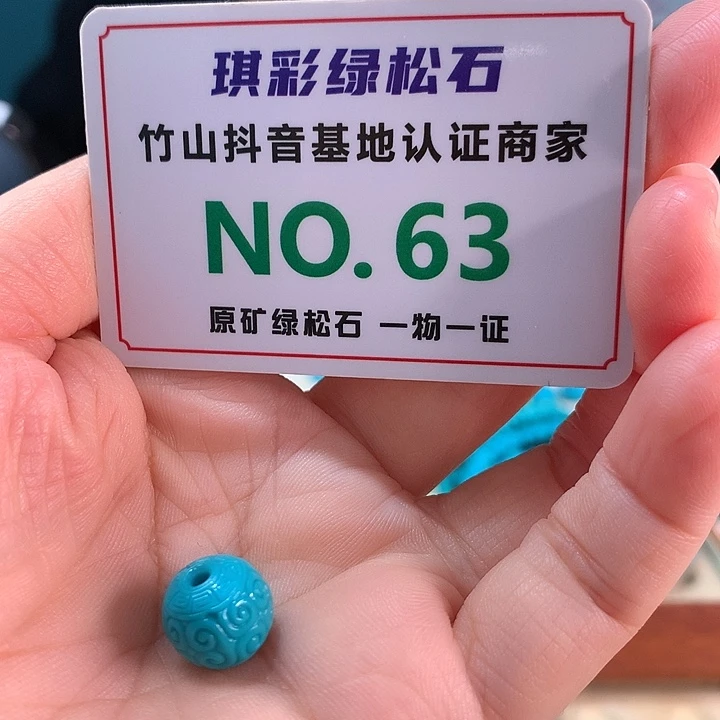 琪彩绿松石
竹山抖音基地认证商家
NO. 63
原矿绿松石 一物一证